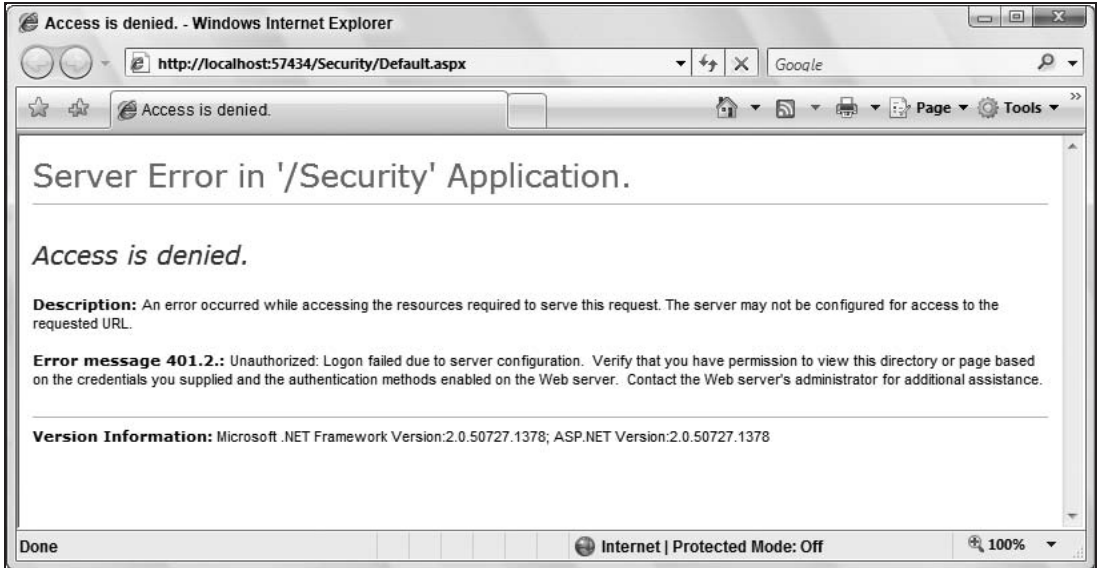 Access is denied. - Windows Internet Explorer
http://localhost:57434/Security/Default.aspx
Google
Access is denied.
Page
Tools
Server Error in '/Security' Application.
Access is denied.
Description: An error occurred while accessing the resources required to serve this request. The server may not be configured for access to the
requested URL.
Error message 401.2.: Unauthorized: Logon failed due to server configuration.  Verify that you have permission to view this directory or page based
on the credentials you supplied and the authentication methods enabled on the Web server.  Contact the Web server's administrator for additional assistance.
Version Information: Microsoft .NET Framework Version:2.0.50727.1378; ASP.NET Version:2.0.50727.1378
Done
Internet | Protected Mode: Off
100%